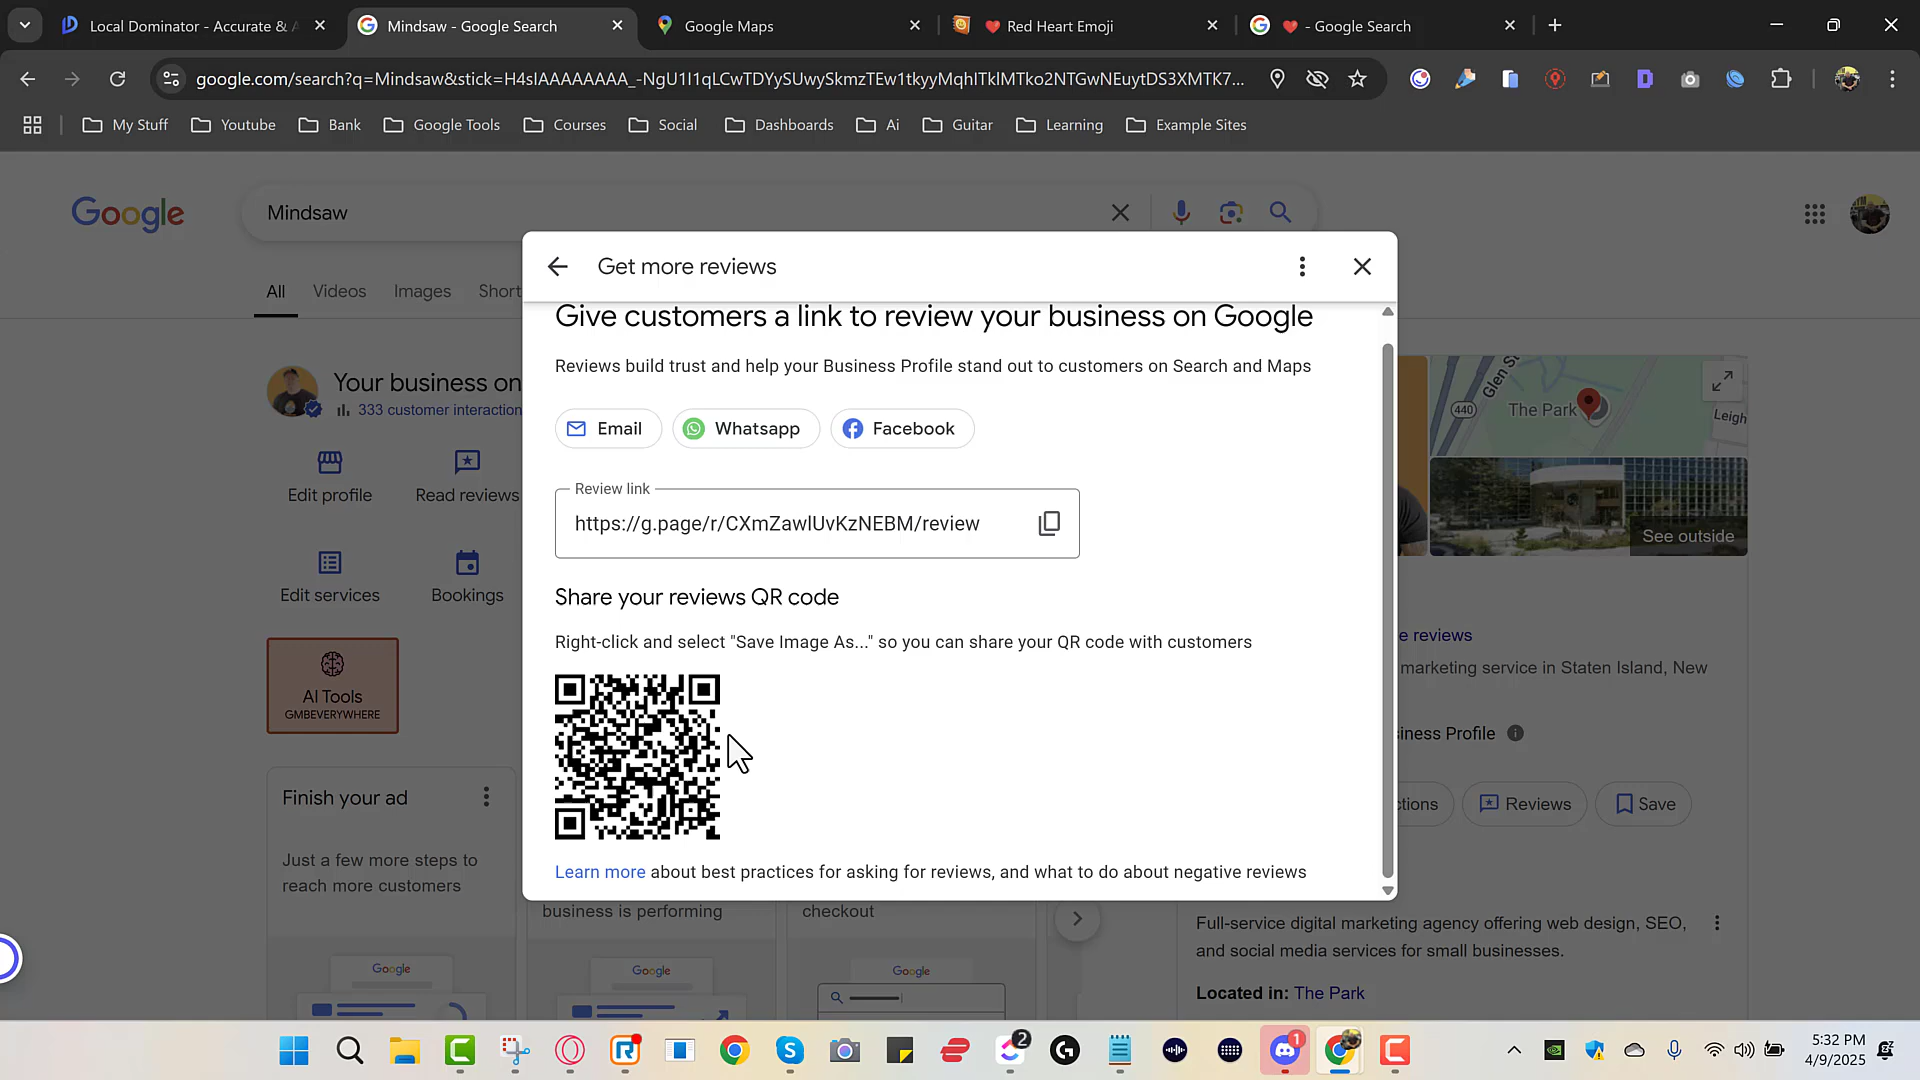 Local Dominator - Accurate & A
Mindsaw - Google Search
Google Maps
❤️ Red Heart Emoji
❤️ - Google Search
google.com/search?q=Mindsaw&stick=H4sIAAAAAAAA_-NgU1I1qLCwTDYySUwySkmzTEw1tkyyMqhITklMTko2NTGwNEuytDS3XMTK7...
My Stuff
Youtube
Bank
Google Tools
Courses
Social
Dashboards
Ai
Guitar
Learning
Example Sites
Google
Mindsaw
All
Videos
Images
Short
Get more reviews
Give customers a link to review your business on Google
Reviews build trust and help your Business Profile stand out to customers on Search and Maps
Email
Whatsapp
Facebook
Review link
https://g.page/r/CXmZawlUvKzNEBM/review
Share your reviews QR code
Right-click and select "Save Image As..." so you can share your QR code with customers
Learn more about best practices for asking for reviews, and what to do about negative reviews
Your business on
333 customer interaction
Edit profile
Read reviews
Edit services
Bookings
AI Tools
GMBEVERYWHERE
Finish your ad
Just a few more steps to
reach more customers
business is performing
checkout
Google
Google
Google
Glen S
440
The Park
Leigh
See outside
e reviews
marketing service in Staten Island, New
iness Profile
ctions
Reviews
Save
Full-service digital marketing agency offering web design, SEO,
and social media services for small businesses.
Located in: The Park
2
1
5:32 PM
4/9/2025